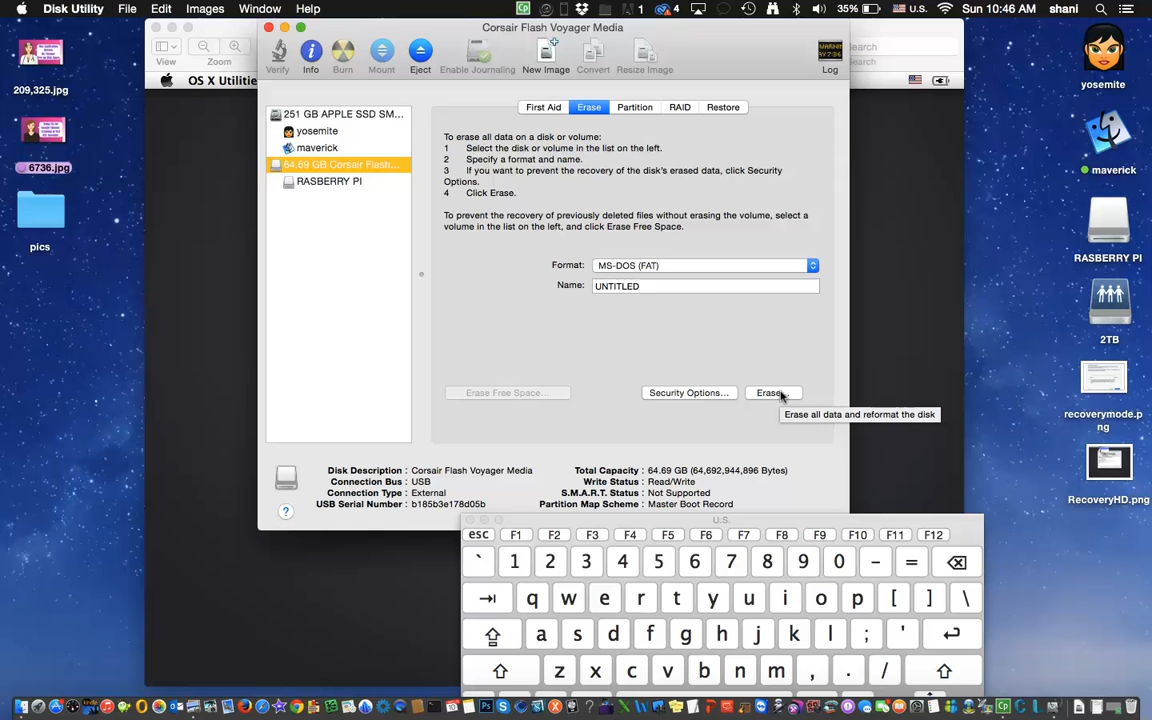 Disk Utility File Edit Images Window Help
1 4 35% U.S. Sun 10:46 AM shani
Corsair Flash Voyager Media
Verify Info Burn Mount Eject Enable Journaling New Image Convert Resize Image Log
View Zoom
earch
Search
OS X Utilitie
251 GB APPLE SSD SM...
yosemite
maverick
64.69 GB Corsair Flash...
RASBERRY PI
First Aid Erase Partition RAID Restore
To erase all data on a disk or volume:
1 Select the disk or volume in the list on the left.
2 Specify a format and name.
3 If you want to prevent the recovery of the disk's erased data, click Security
Options.
4 Click Erase.
To prevent the recovery of previously deleted files without erasing the volume, select a
volume in the list on the left, and click Erase Free Space.
Format: MS-DOS (FAT)
Name: UNTITLED
Erase Free Space... Security Options... Erase...
Erase all data and reformat the disk
Disk Description : Corsair Flash Voyager Media
Connection Bus : USB
Connection Type : External
USB Serial Number : b185b3e178d05b
Total Capacity : 64.69 GB (64,692,944,896 Bytes)
Write Status : Read/Write
S.M.A.R.T. Status : Not Supported
Partition Map Scheme : Master Boot Record
209,325.jpg
6736.jpg
pics
yosemite
maverick
RASBERRY PI
2TB
recoverymode.p
ng
RecoveryHD.png
U.S.
esc F1 F2 F3 F4 F5 F6 F7 F8 F9 F10 F11 F12
` 1 2 3 4 5 6 7 8 9 0 - =
q w e r t y u i o p [ ] \
a s d f g h j k l ; '
z x c v b n m , . /